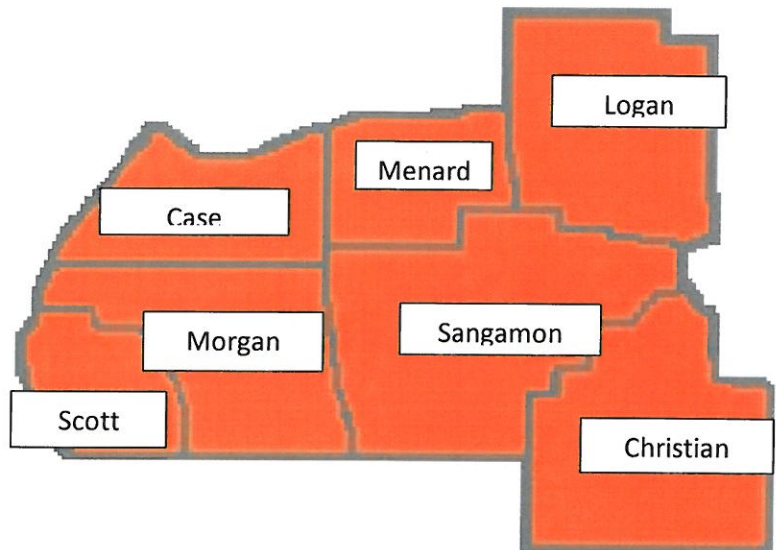 Logan
Menard
Case
Morgan
Sangamon
Scott
Christian